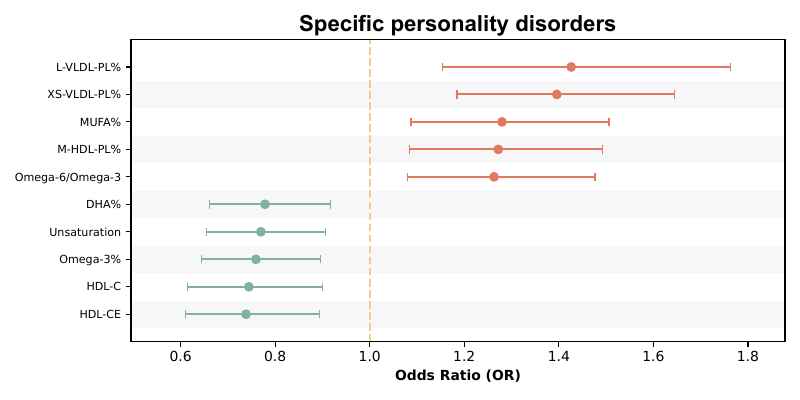 Specific personality disorders
L-VLDL-PL%
XS-VLDL-PL%
MUFA%
M-HDL-PL%
Omega-6/Omega-3
DHA%
Unsaturation
Omega-3%
HDL-C
HDL-CE
0.6 0.8 1.0 1.2 1.4 1.6 1.8
Odds Ratio (OR)